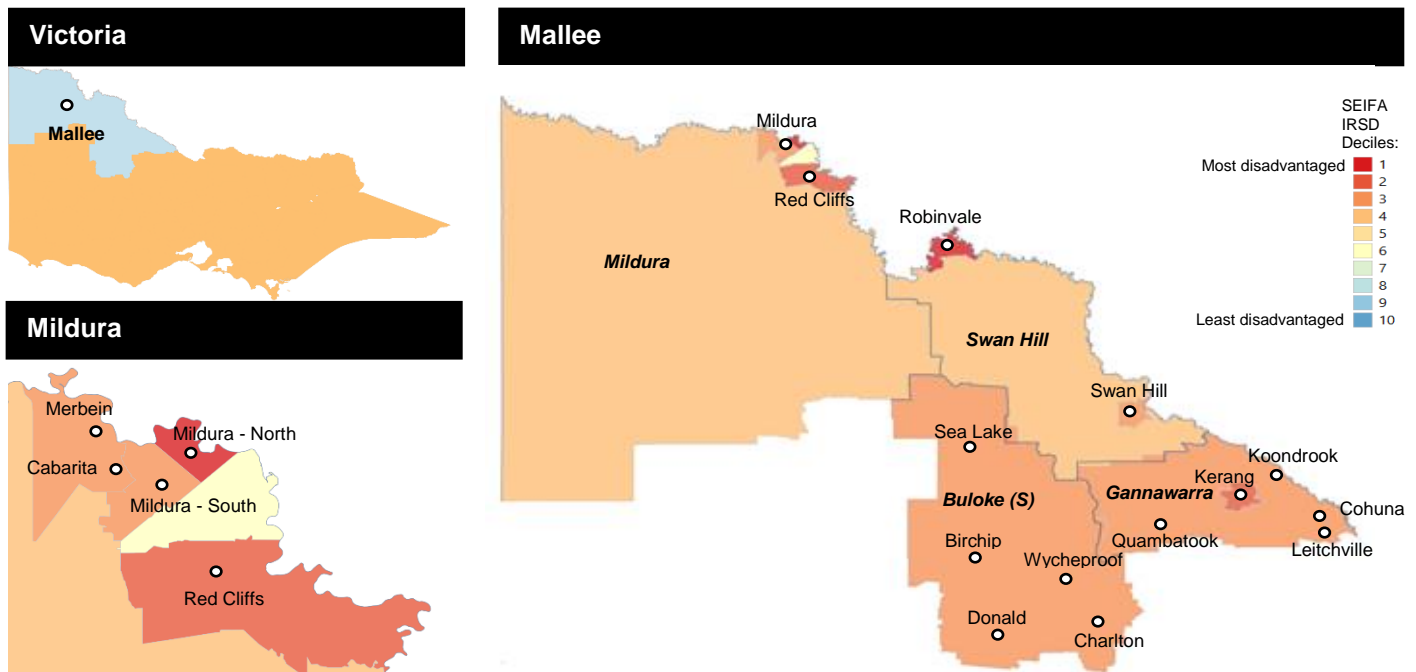 Victoria
Mallee
Mildura
Merbein
Mildura - North
Cabarita
Mildura - South
Red Cliffs
Mallee
SEIFA
IRSD
Deciles:
Most disadvantaged
1
2
3
4
5
6
7
8
9
Least disadvantaged
10
Mildura
Red Cliffs
Robinvale
Mildura
Swan Hill
Swan Hill
Sea Lake
Koondrook
Kerang
Buloke (S)
Gannawarra
Cohuna
Birchip
Quambatook
Leitchville
Wycheproof
Donald
Charlton